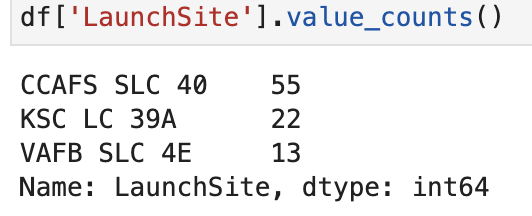 df['LaunchSite'].value_counts()
CCAFS SLC 40    55
KSC LC 39A      22
VAFB SLC 4E     13
Name: LaunchSite, dtype: int64